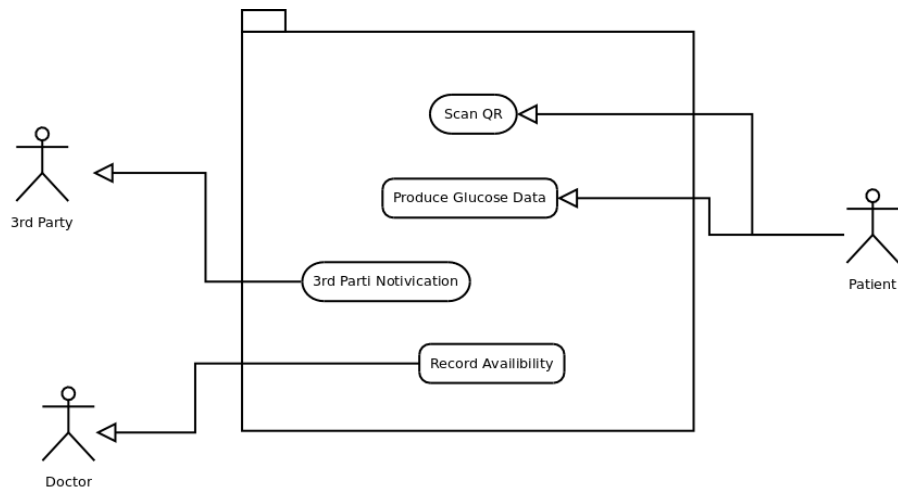 Scan QR
3rd Party
Produce Glucose Data
3rd Parti Notivication
Patient
Record Availibility
Doctor